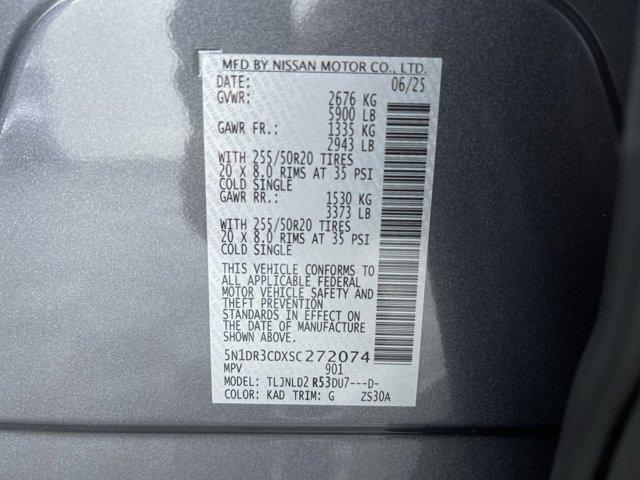 MFD BY NISSAN MOTOR CO., LTD.
DATE: 06/25
GVWR: 2676 KG
5900 LB
GAWR FR.: 1335 KG
2943 LB
WITH 255/50R20 TIRES
20 X 8.0 RIMS AT 35 PSI
COLD SINGLE
GAWR RR.: 1530 KG
3373 LB
WITH 255/50R20 TIRES
20 X 8.0 RIMS AT 35 PSI
COLD SINGLE
THIS VEHICLE CONFORMS TO
ALL APPLICABLE FEDERAL
MOTOR VEHICLE SAFETY AND
THEFT PREVENTION
STANDARDS IN EFFECT ON
THE DATE OF MANUFACTURE
SHOWN ABOVE.
5N1DR3CDXSC272074
MPV 901
MODEL: TLJNLD2 R53DU7---D-
COLOR: KAD TRIM: G ZS30A